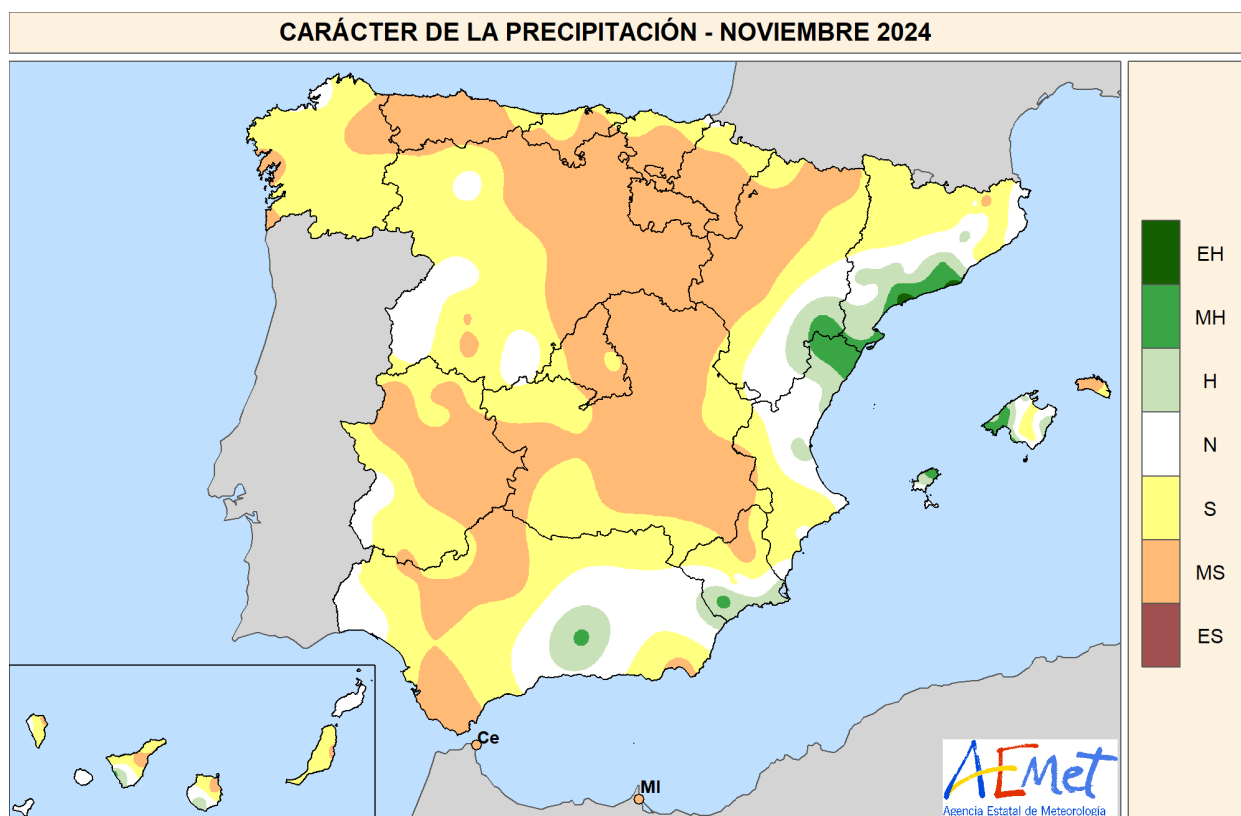 CARÁCTER DE LA PRECIPITACIÓN - NOVIEMBRE 2024
EH
MH
H
N
S
MS
ES
Ce
Ml
AEMet
Agencia Estatal de Meteorología